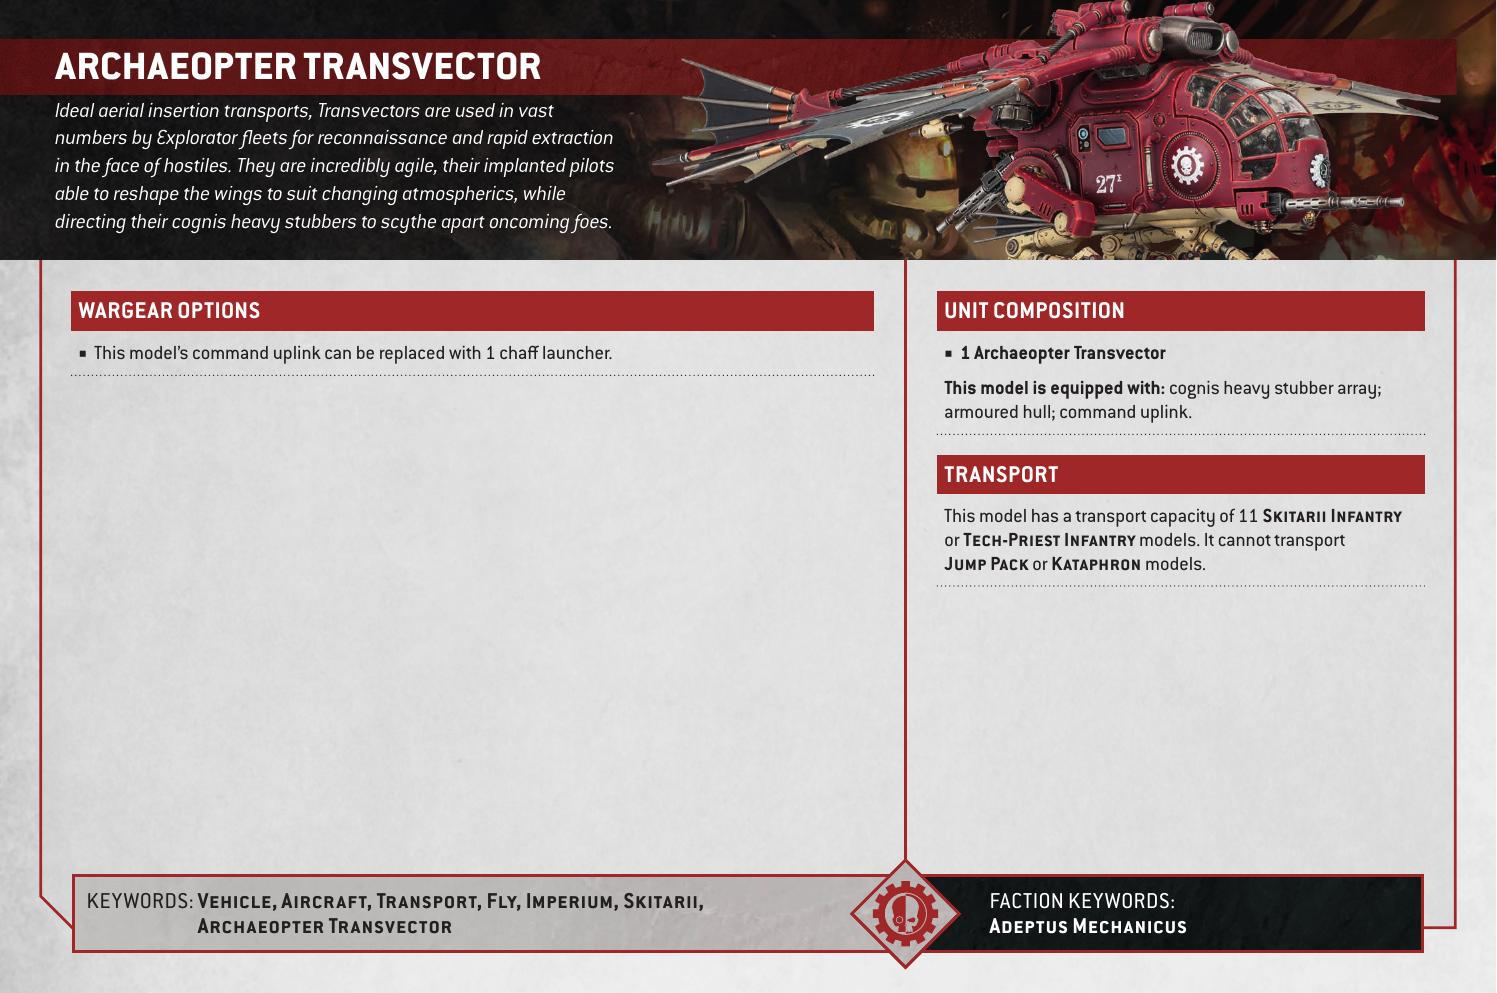 ARCHAEOPTER TRANSVECTOR
Ideal aerial insertion transports, Transvectors are used in vast
numbers by Explorator fleets for reconnaissance and rapid extraction
in the face of hostiles. They are incredibly agile, their implanted pilots
able to reshape the wings to suit changing atmospherics, while
directing their cognis heavy stubbers to scythe apart oncoming foes.
27¹
WARGEAR OPTIONS
▪ This model’s command uplink can be replaced with 1 chaff launcher.
UNIT COMPOSITION
▪ 1 Archaeopter Transvector
This model is equipped with: cognis heavy stubber array;
armoured hull; command uplink.
TRANSPORT
This model has a transport capacity of 11 Skitarii Infantry
or Tech-Priest Infantry models. It cannot transport
Jump Pack or Kataphron models.
KEYWORDS: Vehicle, Aircraft, Transport, Fly, Imperium, Skitarii,
Archaeopter Transvector
FACTION KEYWORDS:
Adeptus Mechanicus